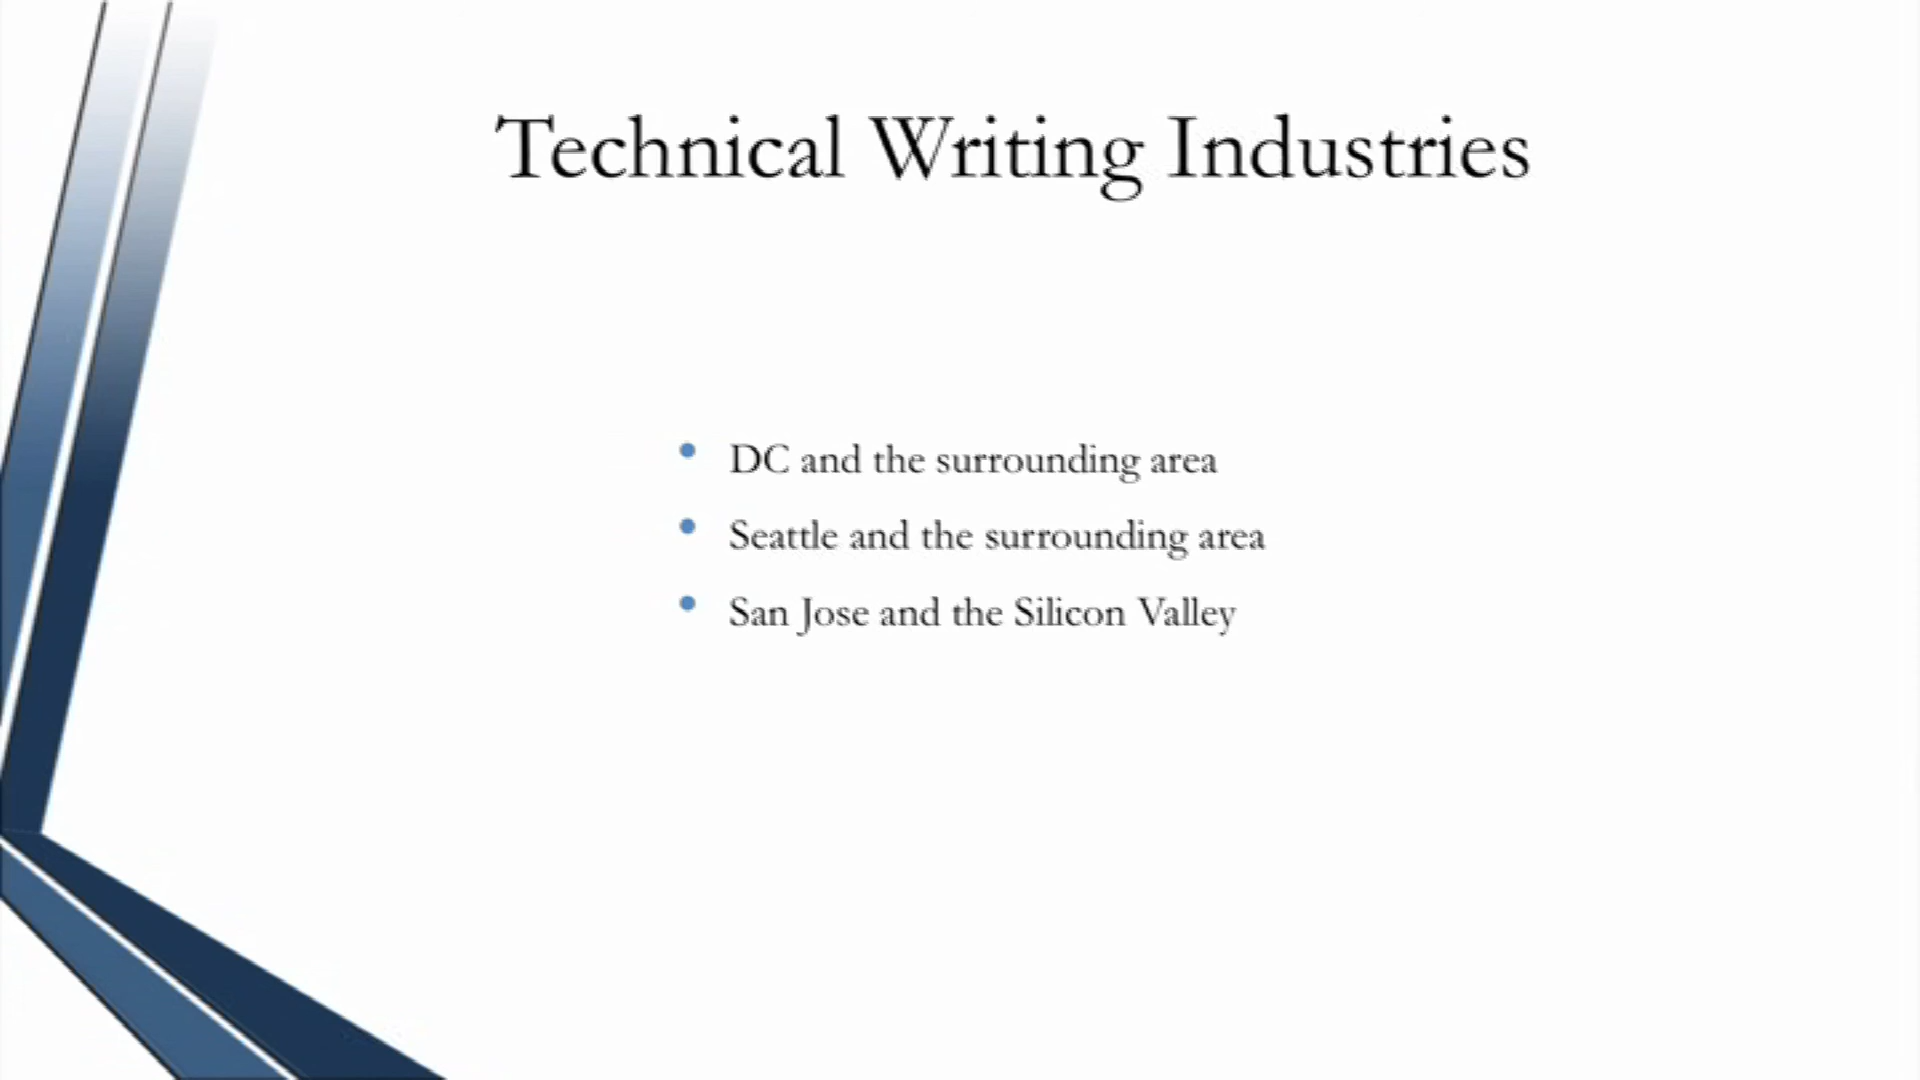 Technical Writing Industries
• DC and the surrounding area
• Seattle and the surrounding area
• San Jose and the Silicon Valley